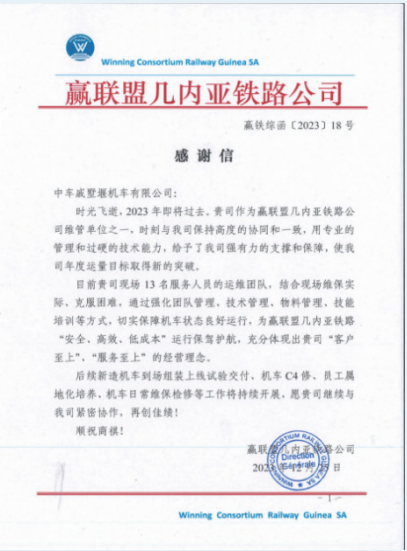 Winning Consortium Railway Guinea SA
赢联盟几内亚铁路公司
赢铁综函〔2023〕18 号
感谢信
中车戚墅堰机车有限公司：
时光飞逝，2023 年即将过去。贵司作为赢联盟几内亚铁路公
司维管单位之一，时刻与我司保持高度的协同和一致，用专业的
管理和过硬的技术能力，给予了我司强有力的支撑和保障，使我
司年度运量目标取得新的突破。
目前贵司现场 13 名服务人员的运维团队，结合现场维保实
际、克服困难，通过强化团队管理、技术管理、物料管理、技能
培训等方式，切实保障机车状态良好运行，为赢联盟几内亚铁路
“安全、高效、低成本”运行保驾护航，充分体现出贵司“客户
至上”、“服务至上”的经营理念。
后续新造机车到场组装上线试验交付、机车 C4 修、员工属
地化培养、机车日常维保检修等工作将持续开展，愿贵司继续与
我司紧密协作，再创佳绩！
顺祝商祺！
赢联盟几内亚铁路公司
2023 年 12 月 日
WINNING CONSORTIUM RAILWAY
Direction
Générale
- 1 -
Winning Consortium Railway Guinea SA